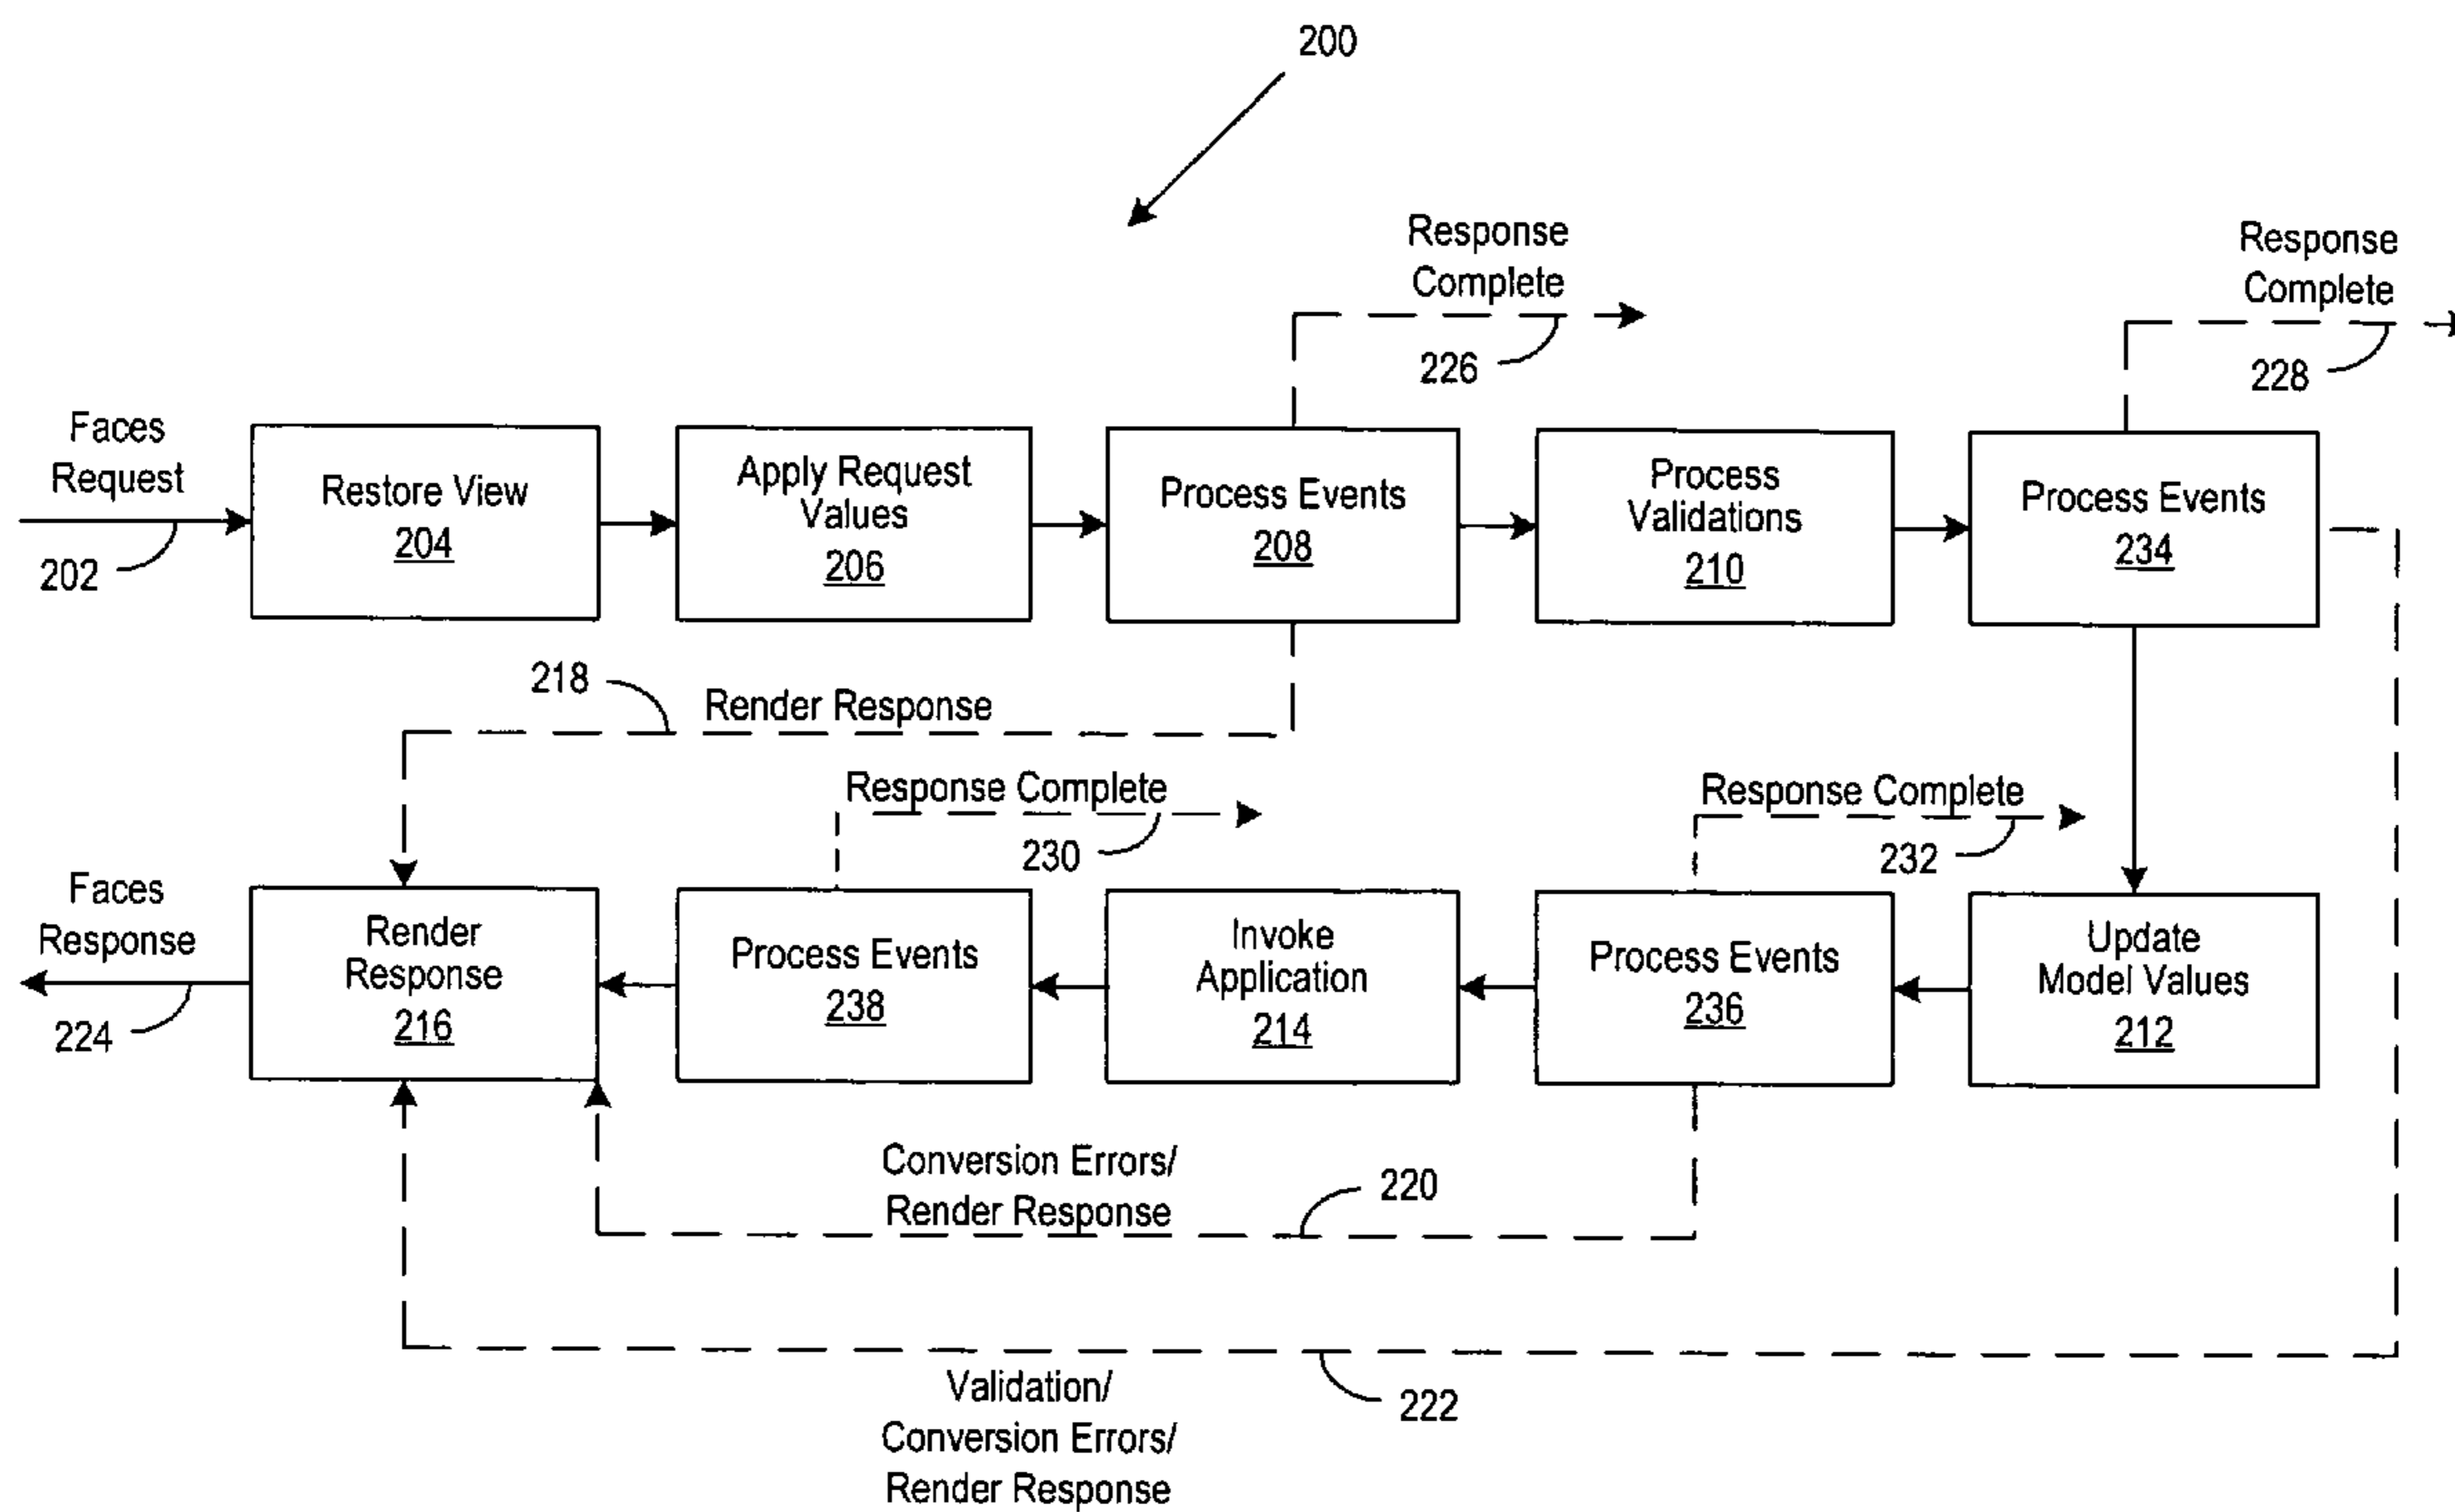 200
Response
Complete
226
Response
Complete
228
Faces
Request
202
Restore View
204
Apply Request
Values
206
Process Events
208
Process
Validations
210
Process Events
234
218
Render Response
Response Complete
230
Response Complete
232
Faces
Response
224
Render
Response
216
Process Events
238
Invoke
Application
214
Process Events
236
Update
Model Values
212
Conversion Errors/
Render Response
220
222
Validation/
Conversion Errors/
Render Response